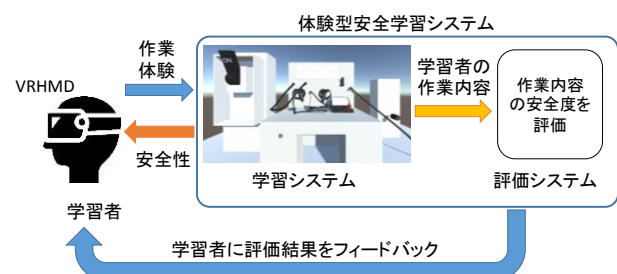 体験型安全学習システム
作業
体験
VRHMD
安全性
学習者
学習者の
作業内容
学習システム
作業内容
の安全度を
評価
評価システム
学習者に評価結果をフィードバック